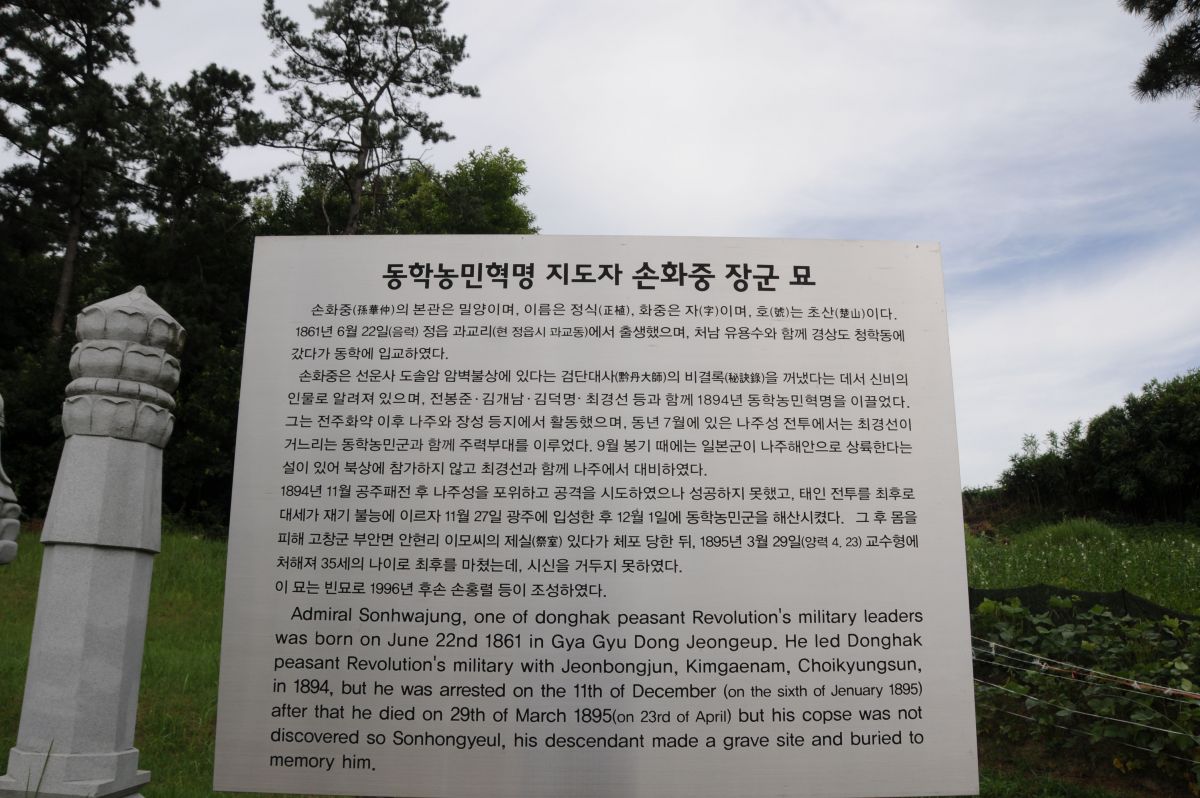 동학농민혁명 지도자 손화중 장군 묘
손화중(孫華仲)의 본관은 밀양이며, 이름은 정식(正植), 화중은 자(字)이며, 호(號)는 초산(楚山)이다.
1861년 6월 22일(음력) 정읍 과교리(현 정읍시 과교동)에서 출생했으며, 처남 유용수와 함께 경상도 청학동에
갔다가 동학에 입교하였다.
손화중은 선운사 도솔암 암벽불상에 있다는 검단대사(黔丹大師)의 비결록(秘訣錄)을 꺼냈다는 데서 신비의
인물로 알려져 있으며, 전봉준·김개남·김덕명·최경선 등과 함께 1894년 동학농민혁명을 이끌었다.
그는 전주화약 이후 나주와 장성 등지에서 활동했으며, 동년 7월에 있은 나주성 전투에서는 최경선이
거느리는 동학농민군과 함께 주력부대를 이루었다. 9월 봉기 때에는 일본군이 나주해안으로 상륙한다는
설이 있어 북상에 참가하지 않고 최경선과 함께 나주에서 대비하였다.
1894년 11월 공주패전 후 나주성을 포위하고 공격을 시도하였으나 성공하지 못했고, 태인 전투를 최후로
대세가 재기 불능에 이르자 11월 27일 광주에 입성한 후 12월 1일에 동학농민군을 해산시켰다. 그 후 몸을
피해 고창군 부안면 안현리 이모씨의 제실(祭室) 있다가 체포 당한 뒤, 1895년 3월 29일(양력 4. 23) 교수형에
처해져 35세의 나이로 최후를 마쳤는데, 시신을 거두지 못하였다.
이 묘는 빈묘로 1996년 후손 손홍렬 등이 조성하였다.
Admiral Sonhwajung, one of donghak peasant Revolution's military leaders
was born on June 22nd 1861 in Gya Gyu Dong Jeongeup. He led Donghak
peasant Revolution's military with Jeonbongjun, Kimgaenam, Choikyungsun,
in 1894, but he was arrested on the 11th of December (on the sixth of Jenuary 1895)
after that he died on 29th of March 1895(on 23rd of April) but his copse was not
discovered so Sonhongyeul, his descendant made a grave site and buried to
memory him.